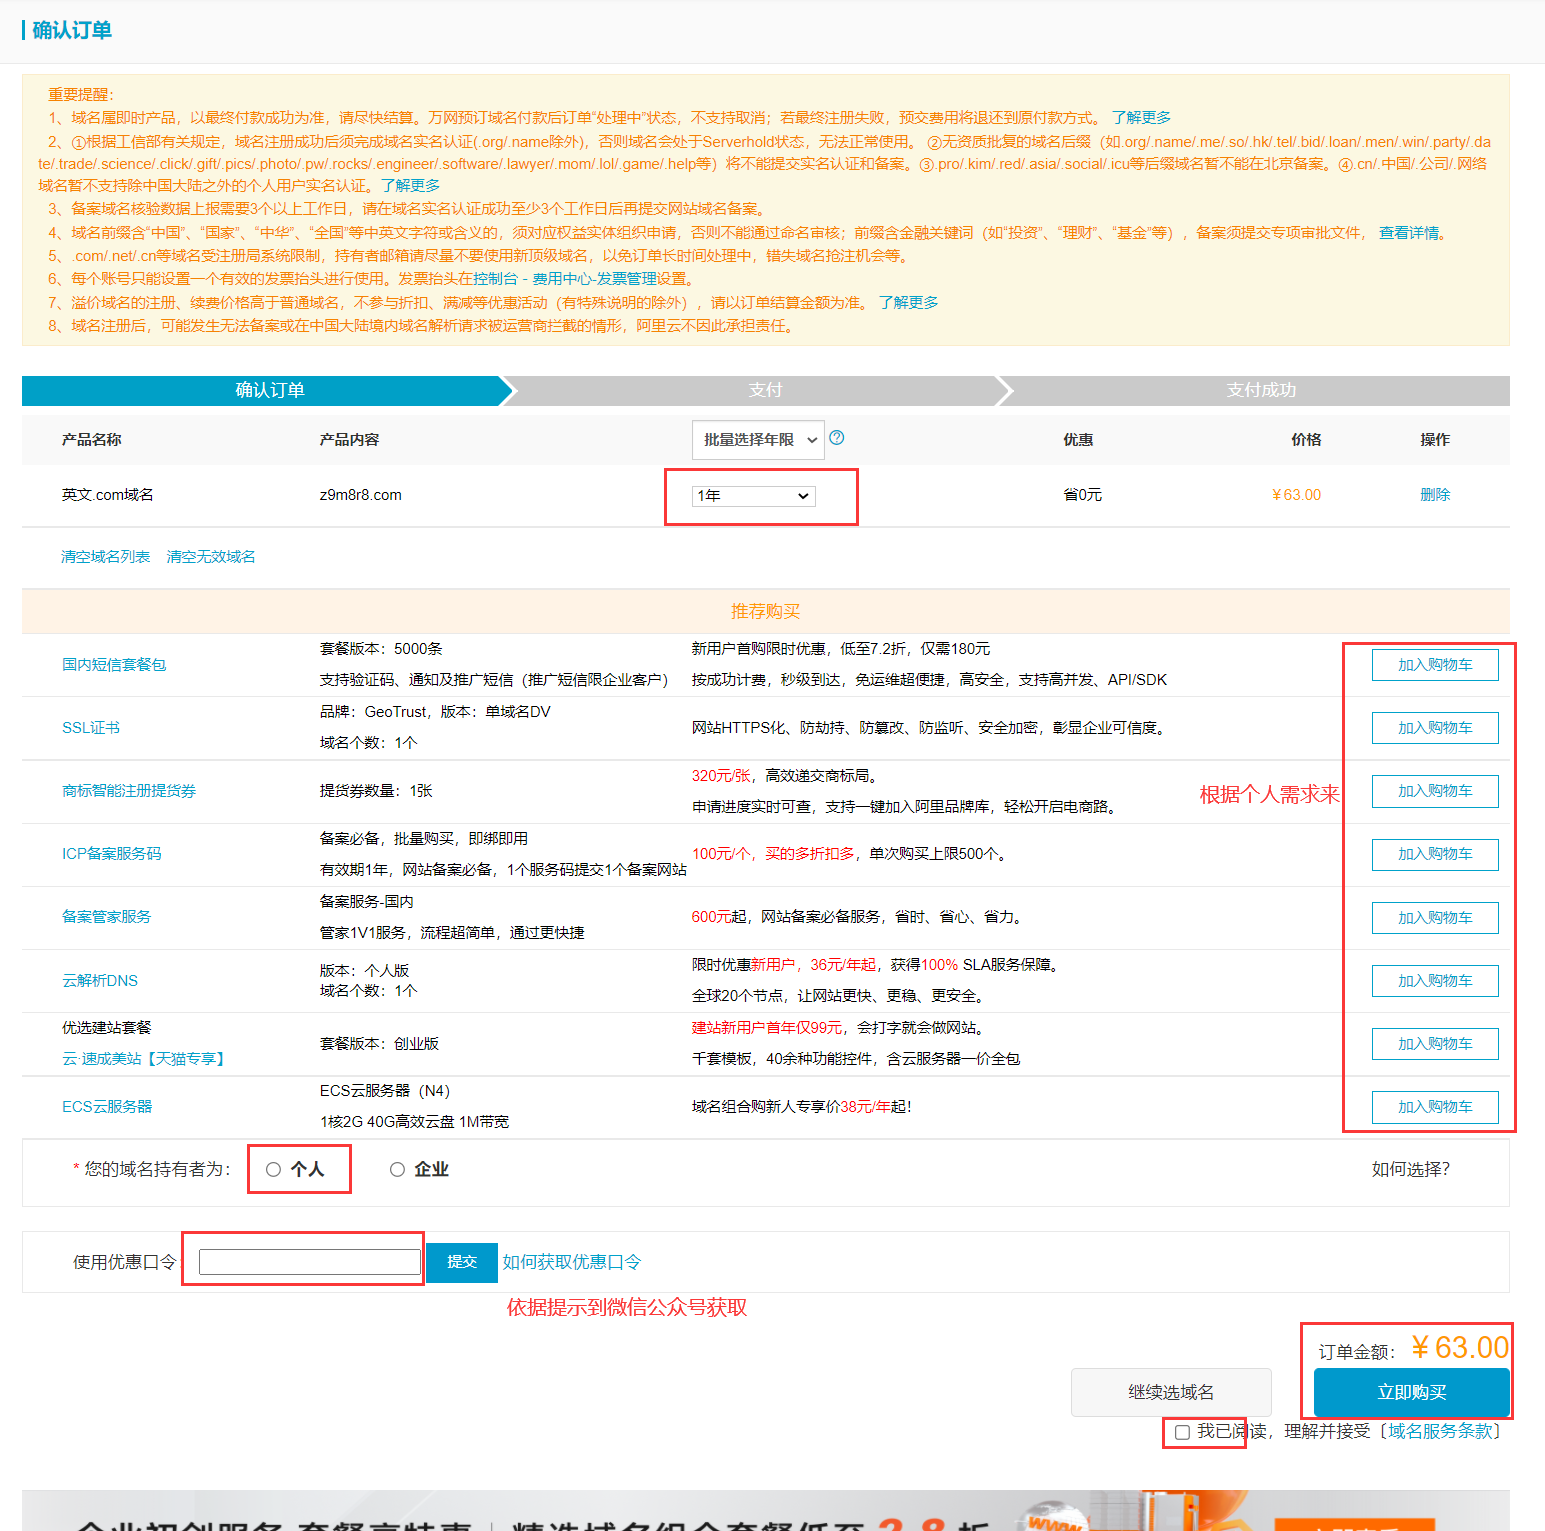 确认订单
重要提醒：
1、域名属即时产品，以最终付款成功为准，请尽快结算。万网预订域名付款后订单“处理中”状态，不支持取消；若最终注册失败，预交费用将退还到原付款方式。 了解更多
2、①根据工信部有关规定，域名注册成功后须完成域名实名认证(.org/.name除外)，否则域名会处于Serverhold状态，无法正常使用。 ②无资质批复的域名后缀（如.org/.name/.me/.so/.hk/.tel/.bid/.loan/.men/.win/.party/.da
te/.trade/.science/.click/.gift/.pics/.photo/.pw/.rocks/.engineer/.software/.lawyer/.mom/.lol/.game/.help等）将不能提交实名认证和备案。③.pro/.kim/.red/.asia/.social/.icu等后缀域名暂不能在北京备案。④.cn/.中国/.公司/.网络
域名暂不支持除中国大陆之外的个人用户实名认证。了解更多
3、备案域名核验数据上报需要3个以上工作日，请在域名实名认证成功至少3个工作日后再提交网站域名备案。
4、域名前缀含“中国”、“国家”、“中华”、“全国”等中英文字符或含义的，须对应权益实体组织申请，否则不能通过命名审核；前缀含金融关键词（如“投资”、“理财”、“基金”等），备案须提交专项审批文件， 查看详情。
5、.com/.net/.cn等域名受注册局系统限制，持有者邮箱请尽量不要使用新顶级域名，以免订单长时间处理中，错失域名抢注机会等。
6、每个账号只能设置一个有效的发票抬头进行使用。发票抬头在控制台 - 费用中心-发票管理设置。
7、溢价域名的注册、续费价格高于普通域名，不参与折扣、满减等优惠活动（有特殊说明的除外），请以订单结算金额为准。 了解更多
8、域名注册后，可能发生无法备案或在中国大陆境内域名解析请求被运营商拦截的情形，阿里云不因此承担责任。
确认订单 支付 支付成功
产品名称 产品内容 批量选择年限 ? 优惠 价格 操作
英文.com域名 z9m8r8.com 1年 省0元 ￥63.00 删除
清空域名列表 清空无效域名
推荐购买
国内短信套餐包 套餐版本：5000条 新用户首购限时优惠，低至7.2折，仅需180元 加入购物车
支持验证码、通知及推广短信（推广短信限企业客户） 按成功计费，秒级到达，免运维超便捷，高安全，支持高并发、API/SDK
SSL证书 品牌：GeoTrust，版本：单域名DV 网站HTTPS化、防劫持、防篡改、防监听、安全加密，彰显企业可信度。 加入购物车
域名个数：1个
商标智能注册提货券 提货券数量：1张 320元/张，高效递交商标局。 加入购物车
申请进度实时可查，支持一键加入阿里品牌库，轻松开启电商路。
根据个人需求来
ICP备案服务码 备案必备，批量购买，即绑即用 100元/个，买的多折扣多，单次购买上限500个。 加入购物车
有效期1年，网站备案必备，1个服务码提交1个备案网站
备案管家服务 备案服务-国内 600元起，网站备案必备服务，省时、省心、省力。 加入购物车
管家1V1服务，流程超简单，通过更快捷
云解析DNS 版本：个人版 限时优惠新用户，36元/年起，获得100% SLA服务保障。 加入购物车
域名个数：1个 全球20个节点，让网站更快、更稳、更安全。
优选建站套餐 套餐版本：创业版 建站新用户首年仅99元，会打字就会做网站。 加入购物车
云·速成美站【天猫专享】 千套模板，40余种功能控件，含云服务器一价全包
ECS云服务器 ECS云服务器（N4） 域名组合购新人专享价38元/年起！ 加入购物车
1核2G 40G高效云盘 1M带宽
* 您的域名持有者为： 个人 企业 如何选择？
使用优惠口令 提交 如何获取优惠口令
依据提示到微信公众号获取
订单金额： ￥63.00
继续选域名 立即购买
我已阅读，理解并接受〔域名服务条款〕